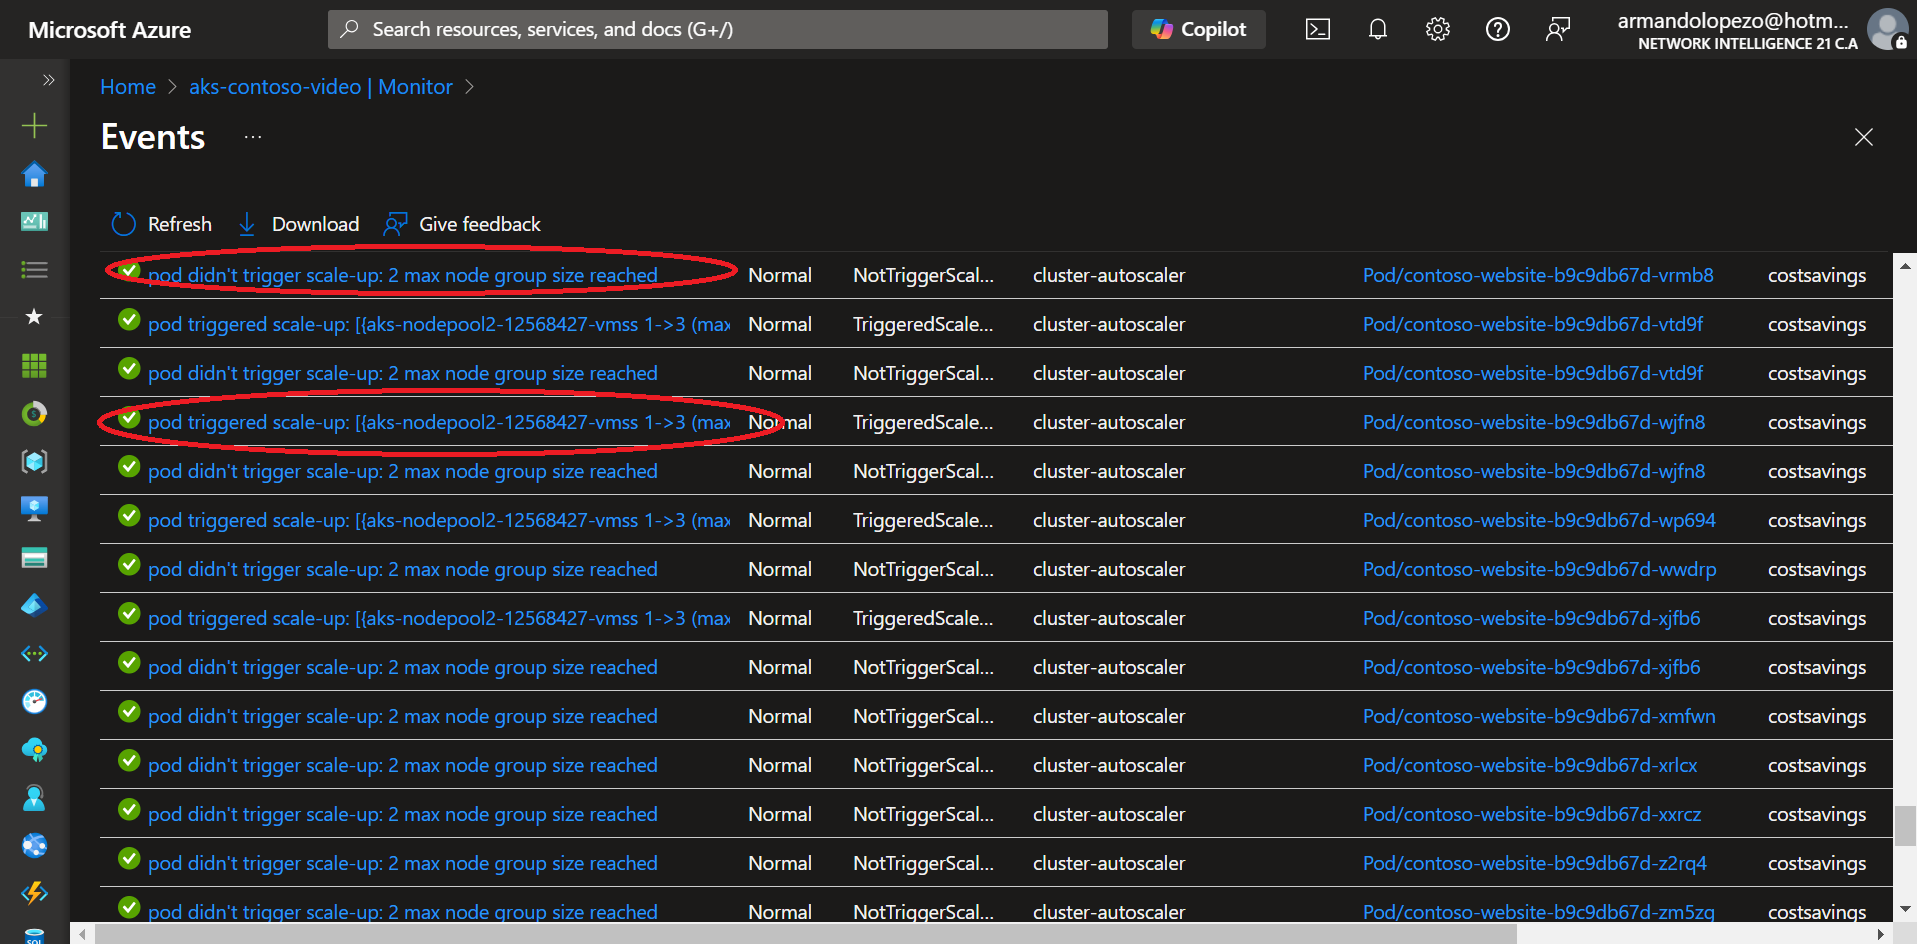 Microsoft Azure
Search resources, services, and docs (G+/)
Copilot
armandolopezo@hotm...
NETWORK INTELLIGENCE 21 C.A
Home > aks-contoso-video | Monitor >
Events ...
Refresh Download Give feedback
pod didn't trigger scale-up: 2 max node group size reached Normal NotTriggerScal... cluster-autoscaler Pod/contoso-website-b9c9db67d-vrmb8 costsavings
pod triggered scale-up: [{aks-nodepool2-12568427-vmss 1->3 (max Normal TriggeredScale... cluster-autoscaler Pod/contoso-website-b9c9db67d-vtd9f costsavings
pod didn't trigger scale-up: 2 max node group size reached Normal NotTriggerScal... cluster-autoscaler Pod/contoso-website-b9c9db67d-vtd9f costsavings
pod triggered scale-up: [{aks-nodepool2-12568427-vmss 1->3 (max Normal TriggeredScale... cluster-autoscaler Pod/contoso-website-b9c9db67d-wjfn8 costsavings
pod didn't trigger scale-up: 2 max node group size reached Normal NotTriggerScal... cluster-autoscaler Pod/contoso-website-b9c9db67d-wjfn8 costsavings
pod triggered scale-up: [{aks-nodepool2-12568427-vmss 1->3 (max Normal TriggeredScale... cluster-autoscaler Pod/contoso-website-b9c9db67d-wp694 costsavings
pod didn't trigger scale-up: 2 max node group size reached Normal NotTriggerScal... cluster-autoscaler Pod/contoso-website-b9c9db67d-wwdrp costsavings
pod triggered scale-up: [{aks-nodepool2-12568427-vmss 1->3 (max Normal TriggeredScale... cluster-autoscaler Pod/contoso-website-b9c9db67d-xjfb6 costsavings
pod didn't trigger scale-up: 2 max node group size reached Normal NotTriggerScal... cluster-autoscaler Pod/contoso-website-b9c9db67d-xjfb6 costsavings
pod didn't trigger scale-up: 2 max node group size reached Normal NotTriggerScal... cluster-autoscaler Pod/contoso-website-b9c9db67d-xmfwn costsavings
pod didn't trigger scale-up: 2 max node group size reached Normal NotTriggerScal... cluster-autoscaler Pod/contoso-website-b9c9db67d-xrlcx costsavings
pod didn't trigger scale-up: 2 max node group size reached Normal NotTriggerScal... cluster-autoscaler Pod/contoso-website-b9c9db67d-xxrcz costsavings
pod didn't trigger scale-up: 2 max node group size reached Normal NotTriggerScal... cluster-autoscaler Pod/contoso-website-b9c9db67d-z2rq4 costsavings
pod didn't trigger scale-up: 2 max node group size reached Normal NotTriggerScal... cluster-autoscaler Pod/contoso-website-b9c9db67d-zm5zg costsavings
SQL